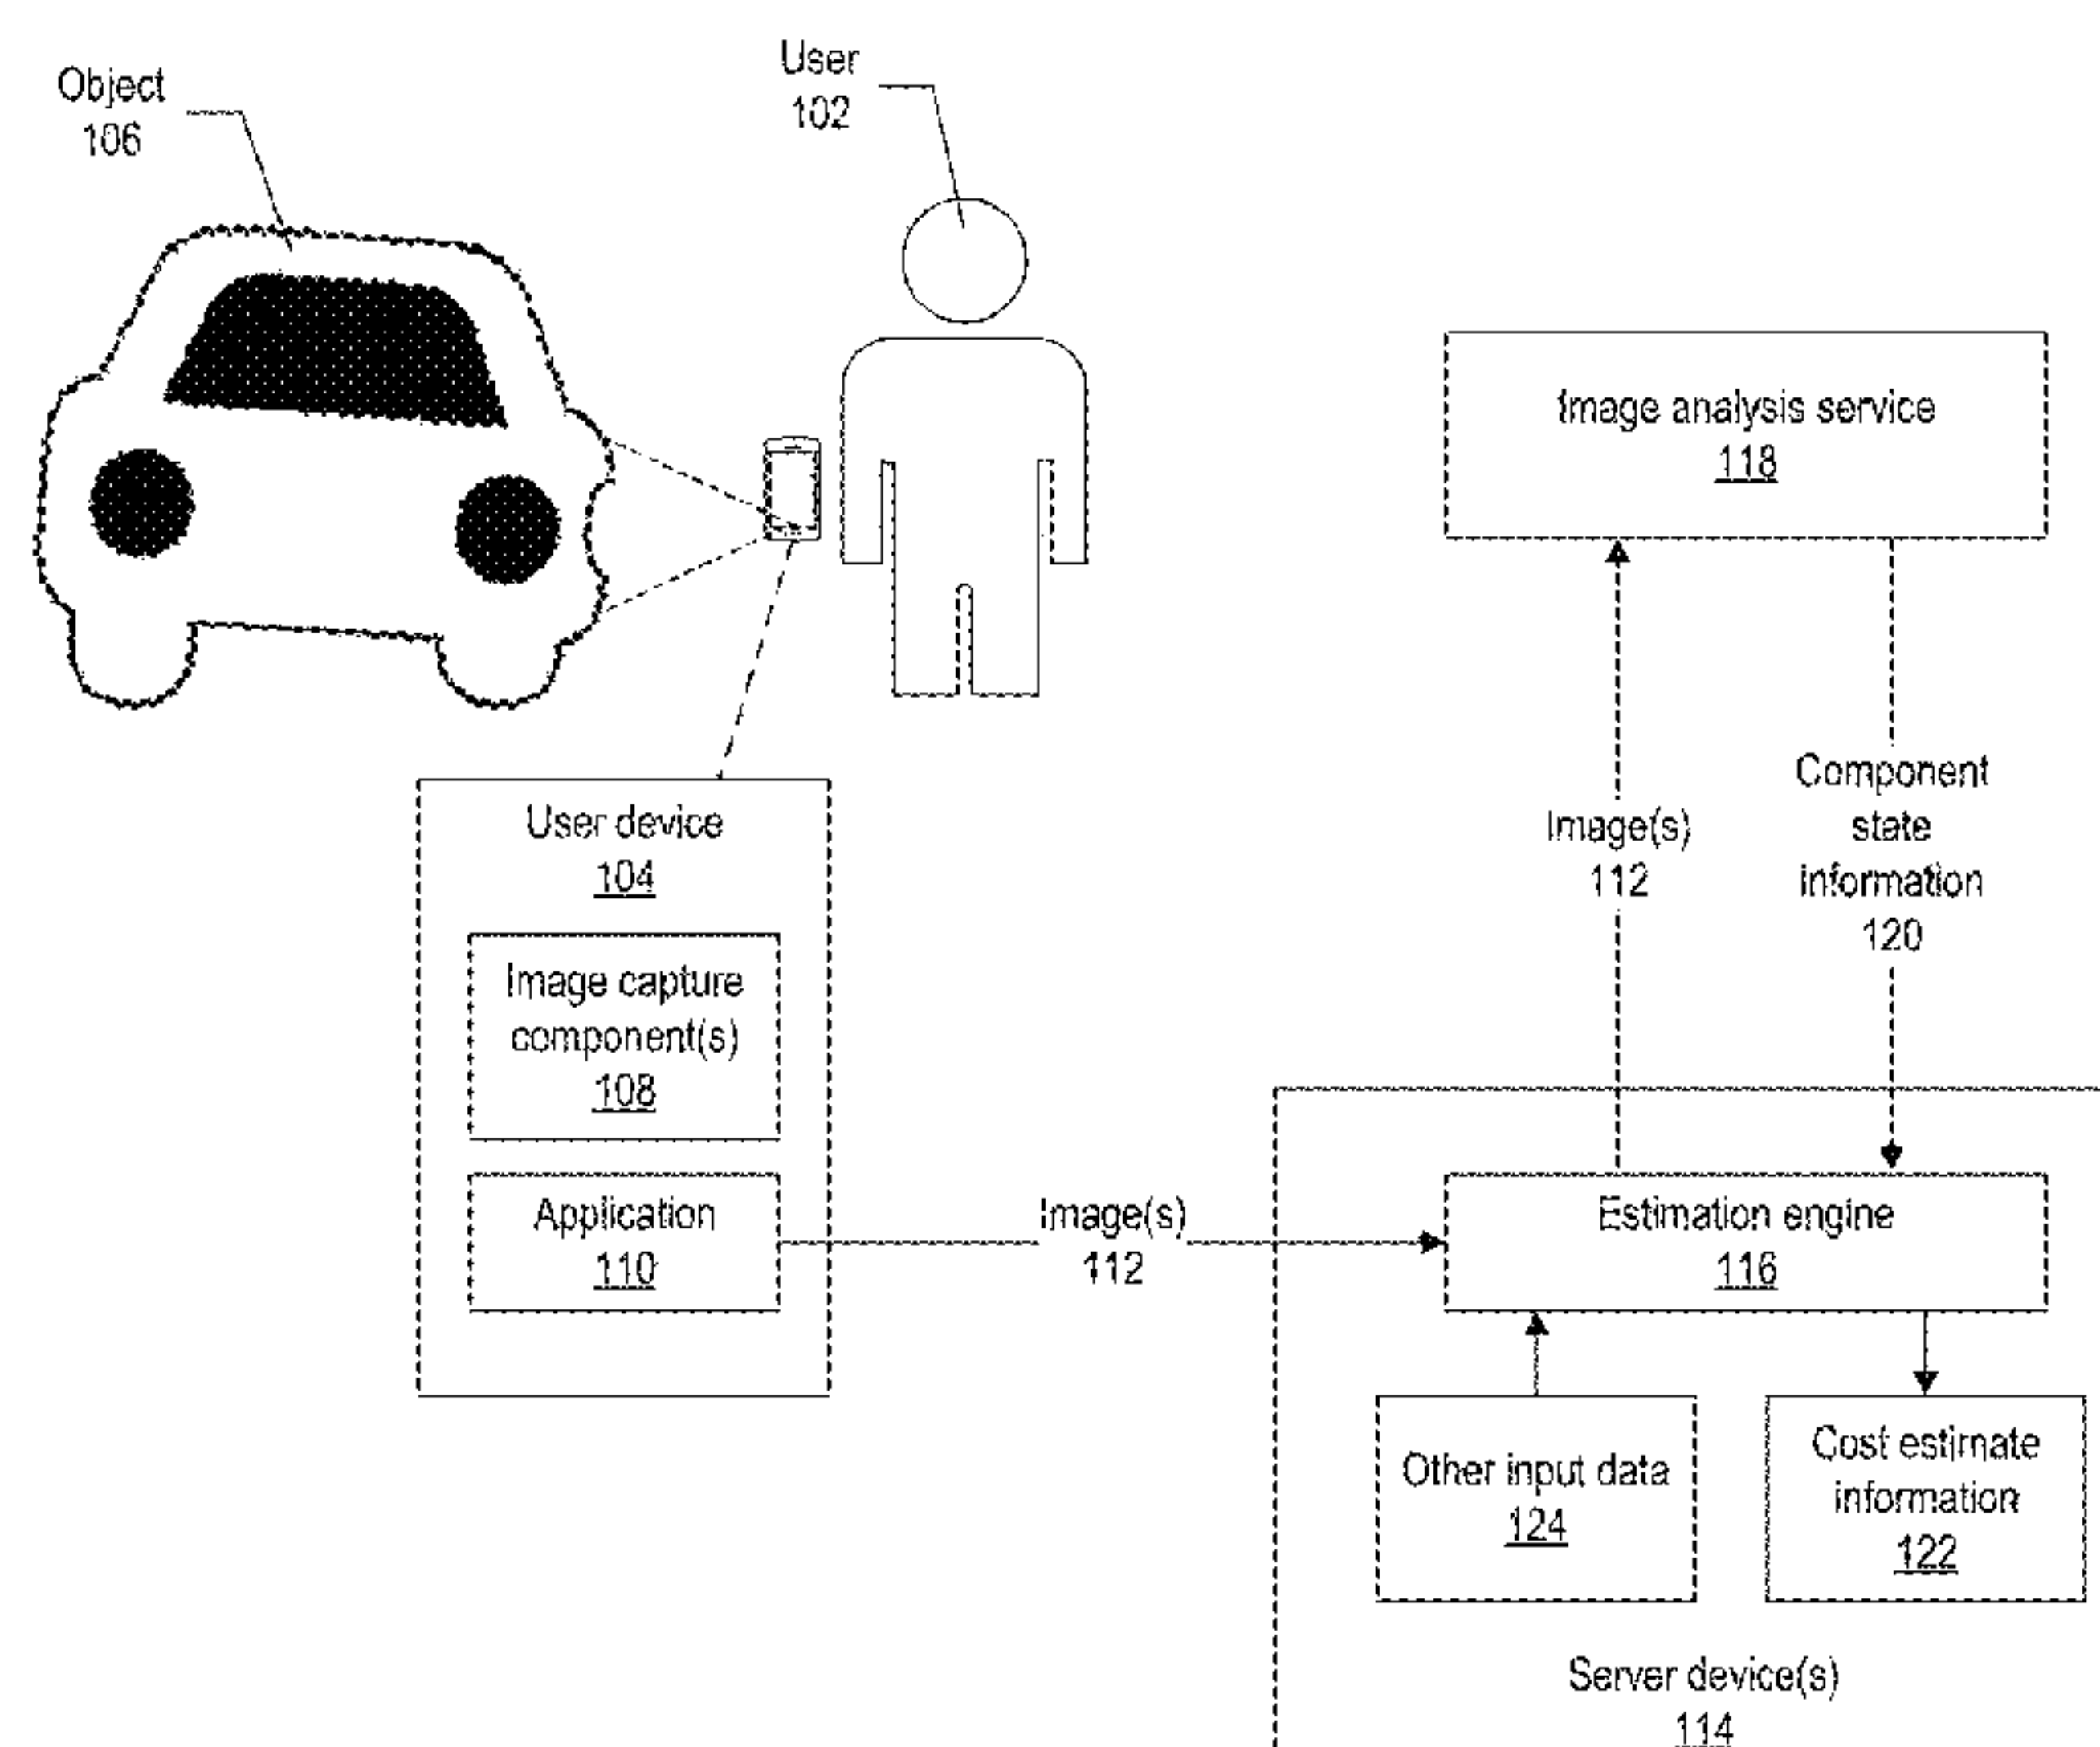 Object
106
User
102
Image analysis service
118
User device
104
Image capture
component(s)
108
Application
110
Image(s)
112
Image(s)
112
Component
state
information
120
Estimation engine
116
Other input data
124
Cost estimate
information
122
Server device(s)
114